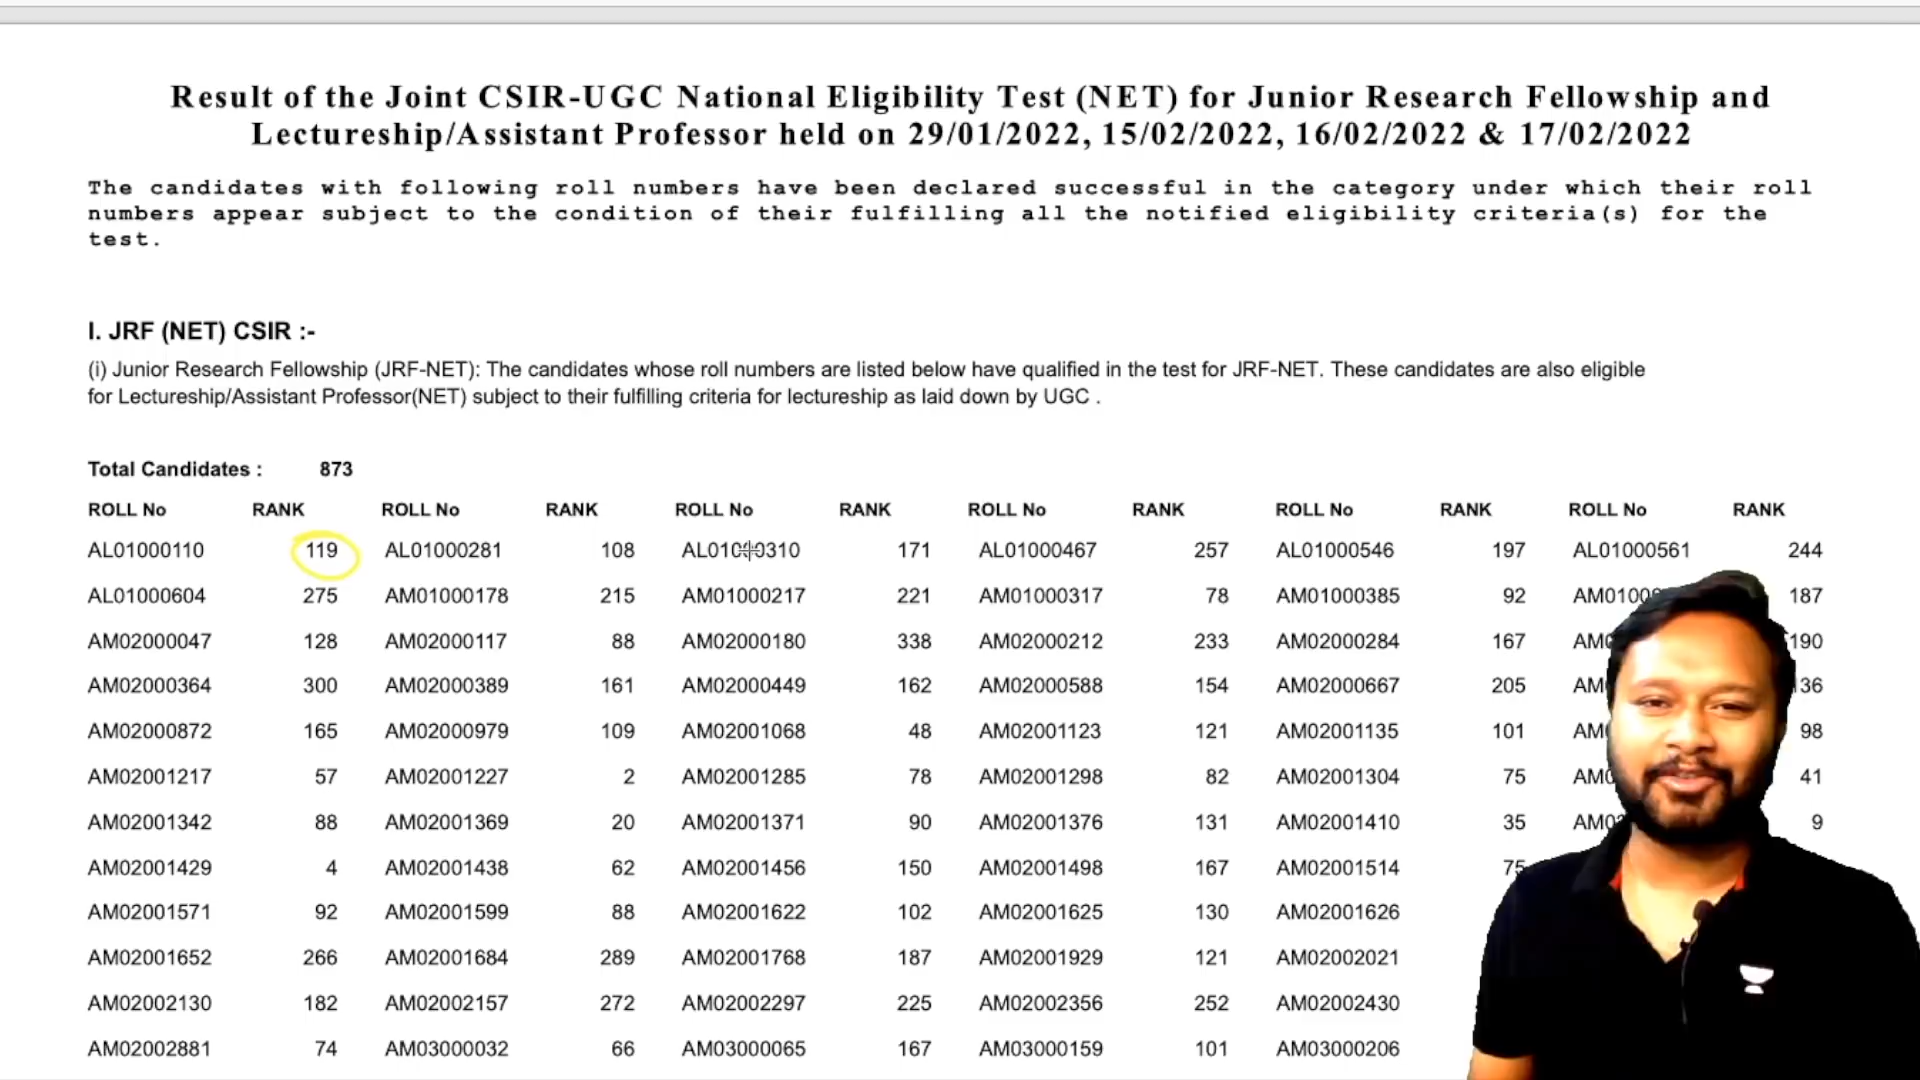 Result of the Joint CSIR-UGC National Eligibility Test (NET) for Junior Research Fellowship and
Lectureship/Assistant Professor held on 29/01/2022, 15/02/2022, 16/02/2022 & 17/02/2022
The candidates with following roll numbers have been declared successful in the category under which their roll
numbers appear subject to the condition of their fulfilling all the notified eligibility criteria(s) for the
test.
I. JRF (NET) CSIR :-
(i) Junior Research Fellowship (JRF-NET): The candidates whose roll numbers are listed below have qualified in the test for JRF-NET. These candidates are also eligible
for Lectureship/Assistant Professor(NET) subject to their fulfilling criteria for lectureship as laid down by UGC .
Total Candidates : 873
ROLL No RANK ROLL No RANK ROLL No RANK ROLL No RANK ROLL No RANK ROLL No RANK
AL01000110 119 AL01000281 108 AL01000310 171 AL01000467 257 AL01000546 197 AL01000561 244
AL01000604 275 AM01000178 215 AM01000217 221 AM01000317 78 AM01000385 92 187
AM02000047 128 AM02000117 88 AM02000180 338 AM02000212 233 AM02000284 167 190
AM02000364 300 AM02000389 161 AM02000449 162 AM02000588 154 AM02000667 205
AM02000872 165 AM02000979 109 AM02001068 48 AM02001123 121 AM02001135 101 98
AM02001217 57 AM02001227 2 AM02001285 78 AM02001298 82 AM02001304 75 41
AM02001342 88 AM02001369 20 AM02001371 90 AM02001376 131 AM02001410 35 9
AM02001429 4 AM02001438 62 AM02001456 150 AM02001498 167 AM02001514 75
AM02001571 92 AM02001599 88 AM02001622 102 AM02001625 130 AM02001626
AM02001652 266 AM02001684 289 AM02001768 187 AM02001929 121 AM02002021
AM02002130 182 AM02002157 272 AM02002297 225 AM02002356 252 AM02002430
AM02002881 74 AM03000032 66 AM03000065 167 AM03000159 101 AM03000206